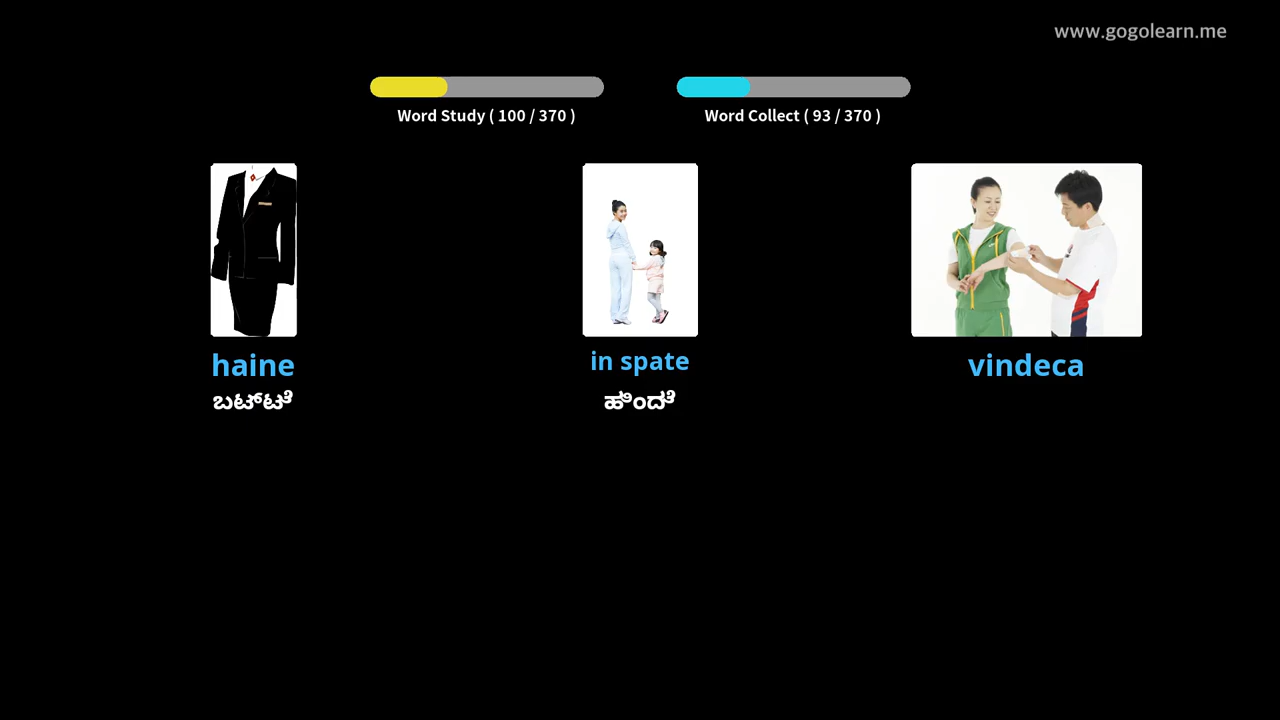 www.gogolearn.me
Word Study ( 100 / 370 )
Word Collect ( 93 / 370 )
haine
in spate
vindeca
ಬಟ್ಟೆ
ಹಿಂದೆ